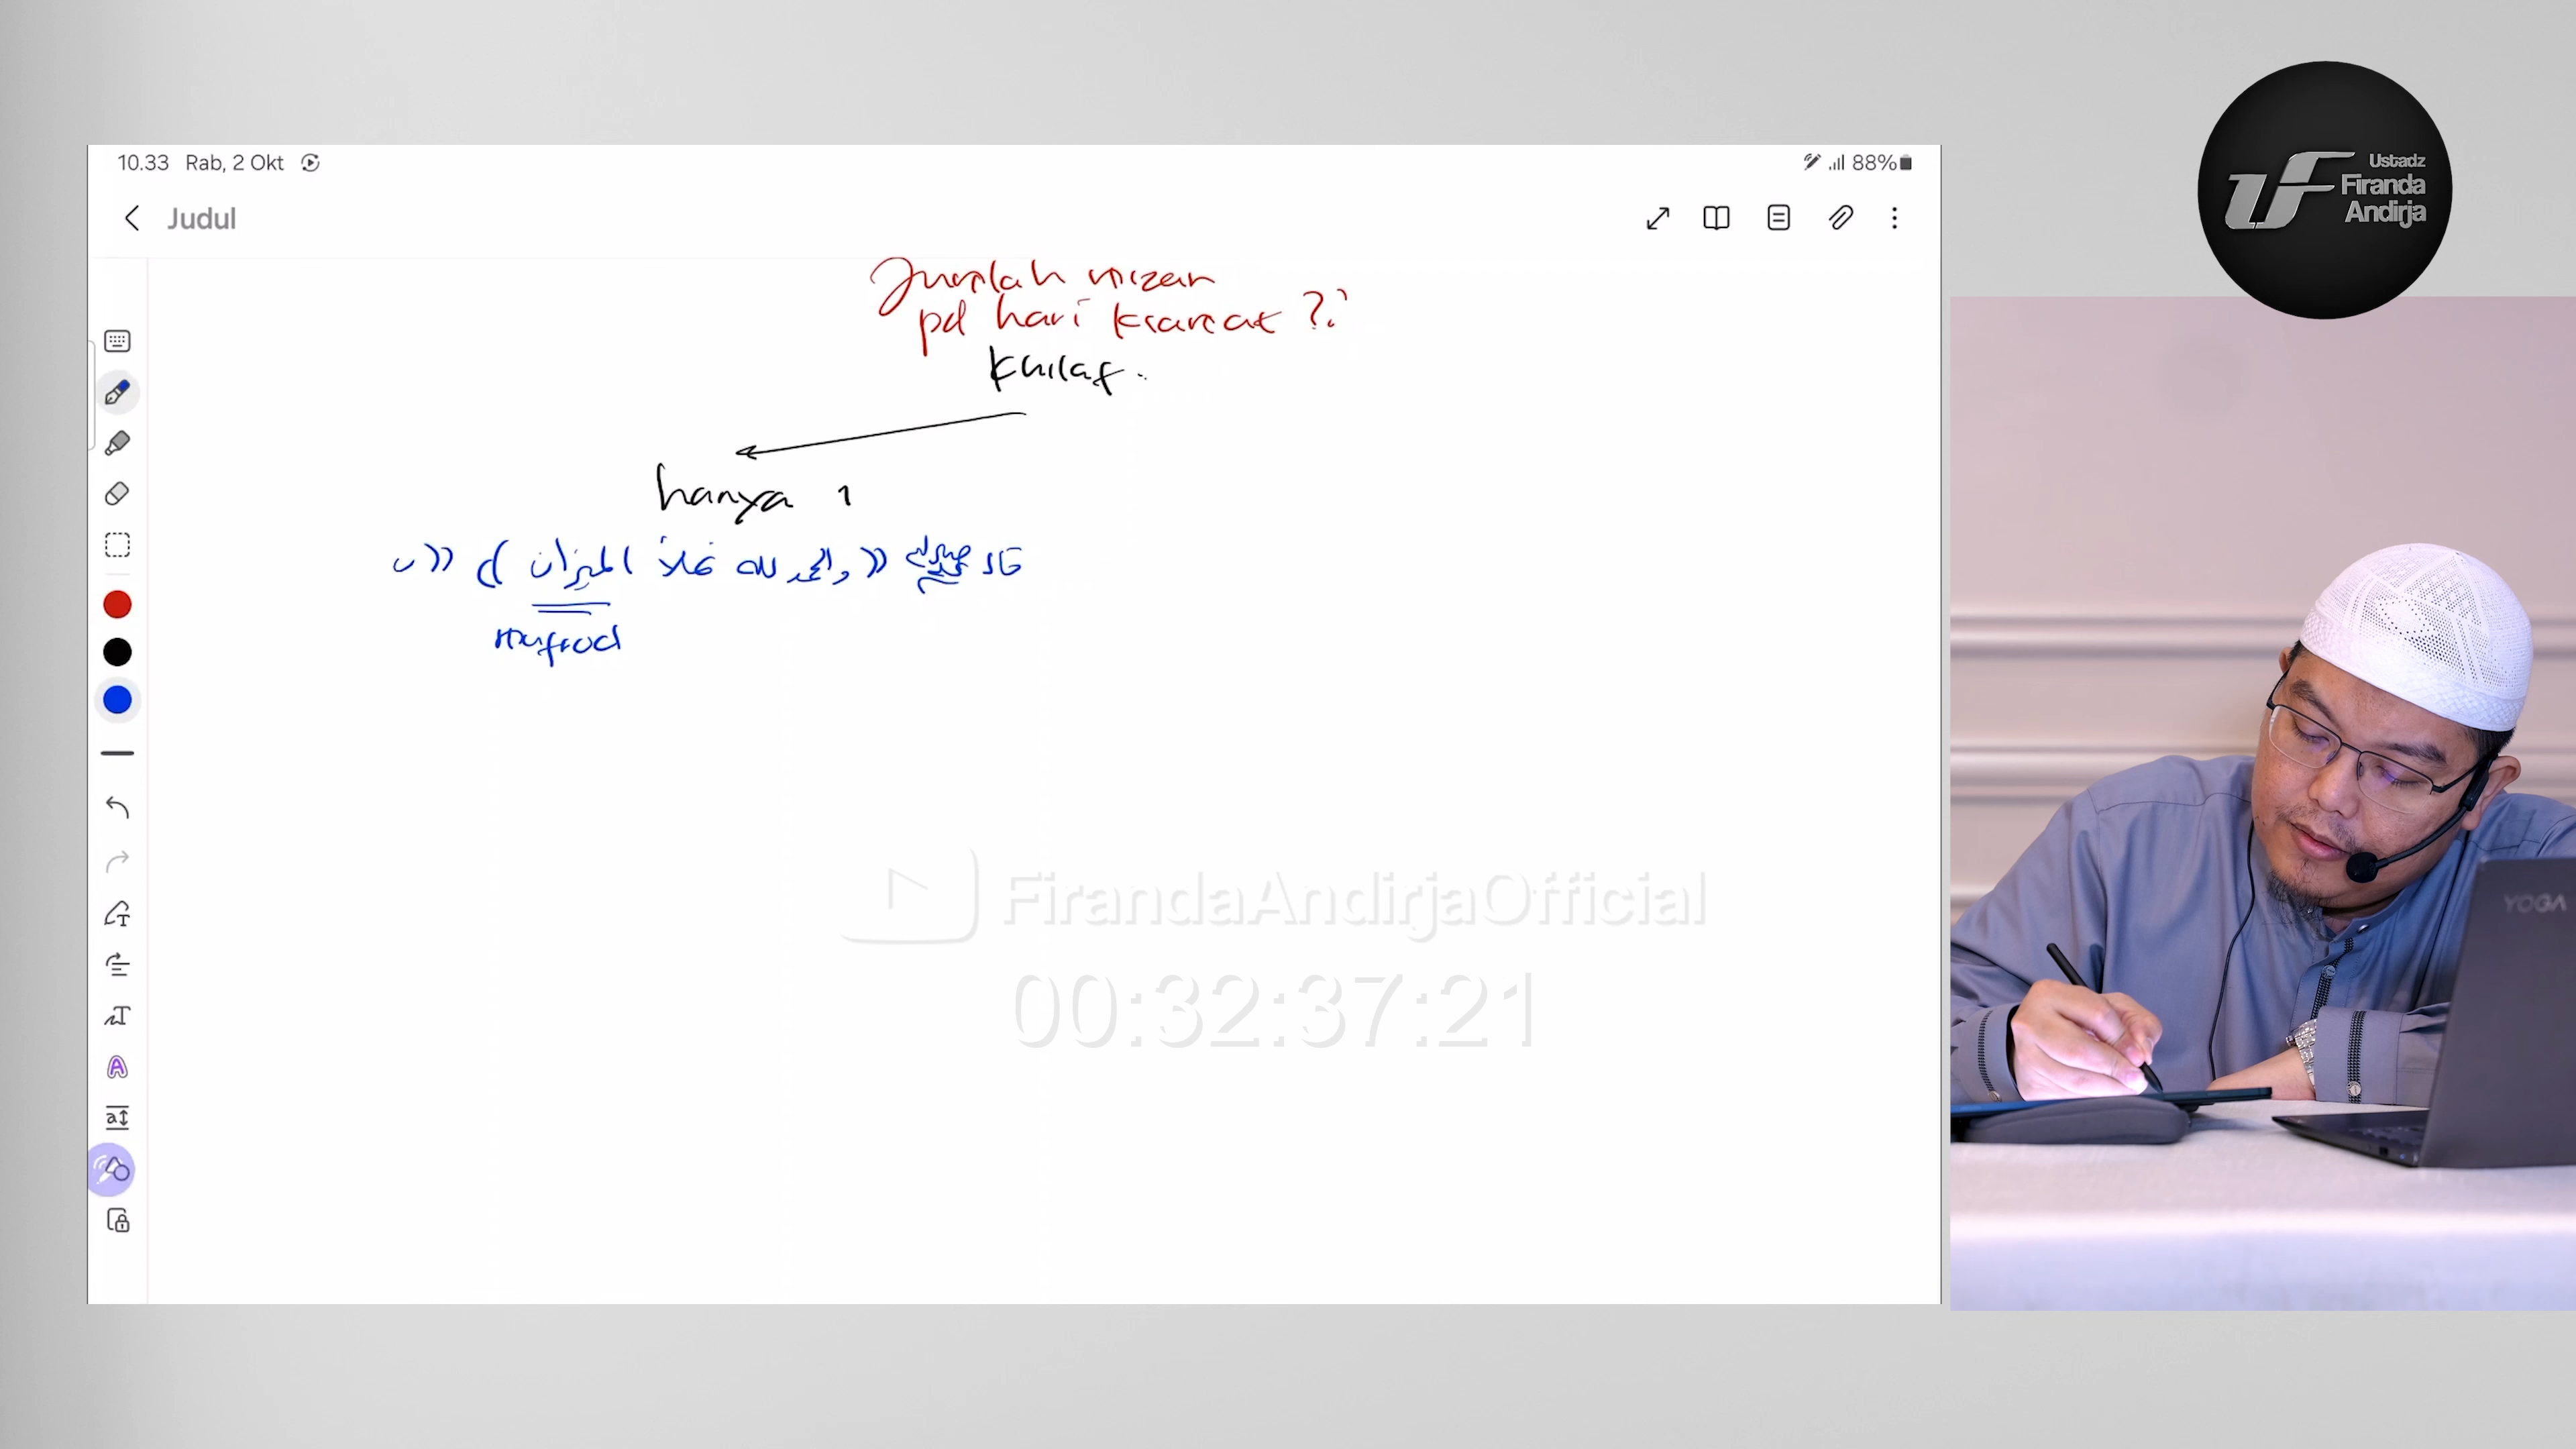 10.33 Rab, 2 Okt
88%
Judul
Jumlah mizan
pd hari kiamat ??
Khilaf
hanya 1
قال ﷺ (( والحمد لله تملأ الميزان ))
mufrod
FirandaAndirjaOfficial
00:32:37:21
Ustadz
Firanda
Andirja
YOGA